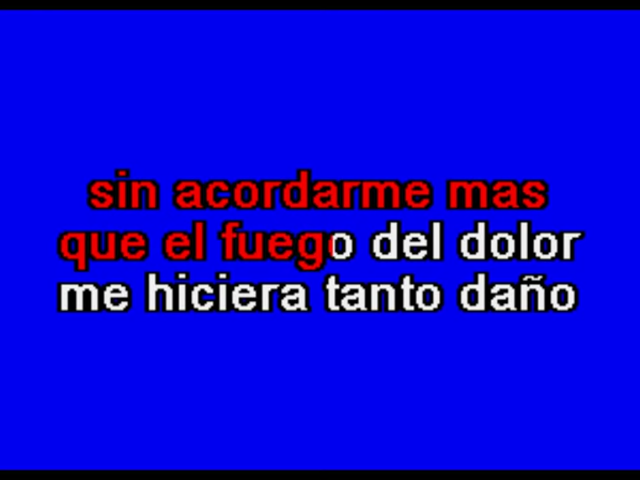 sin acordarme mas
que el fuego del dolor
me hiciera tanto daño